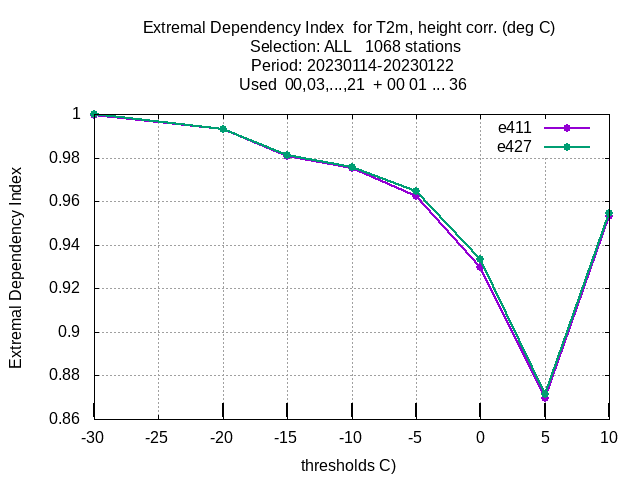 Extremal Dependency Index  for T2m, height corr. (deg C)
Selection: ALL   1068 stations
Period: 20230114-20230122
Used  00,03,...,21  + 00 01 ... 36
e411
e427
Extremal Dependency Index
1
0.98
0.96
0.94
0.92
0.9
0.88
0.86
-30 -25 -20 -15 -10 -5 0 5 10
thresholds C)